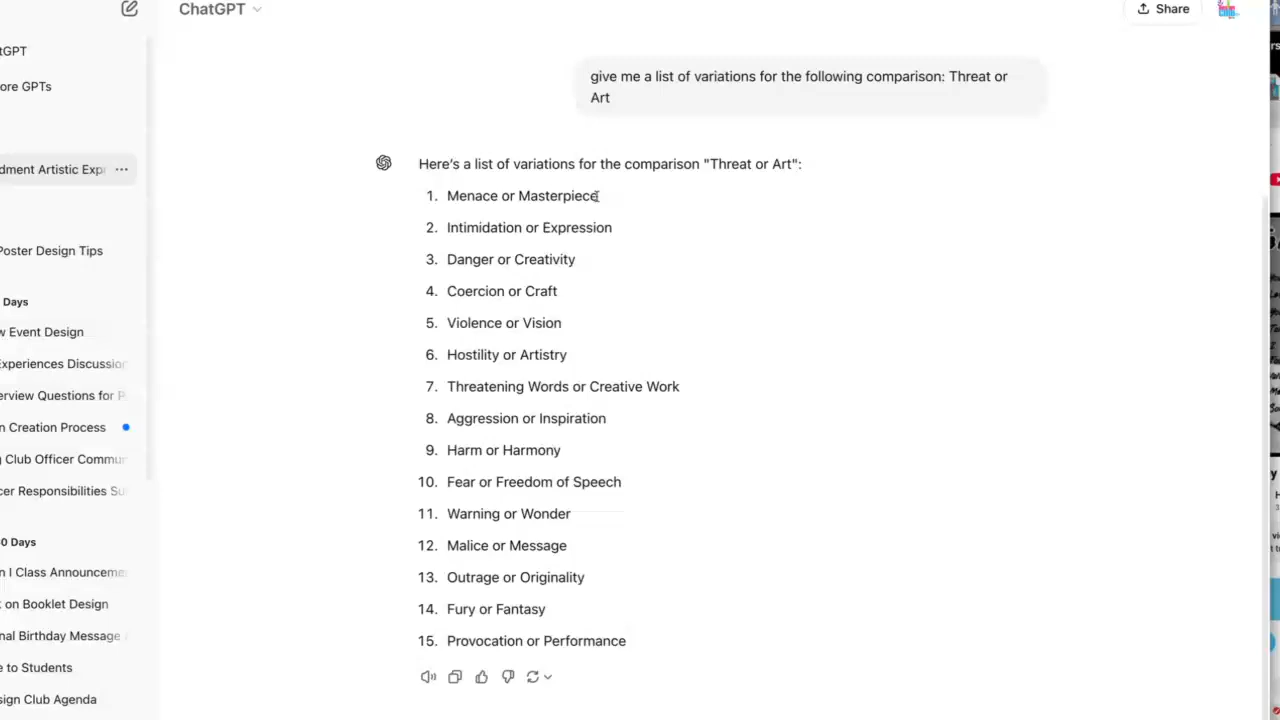 ChatGPT
Share
tGPT
ore GPTs
dment Artistic Exp
Poster Design Tips
Days
w Event Design
Experiences Discussion
erview Questions for P
n Creation Process
g Club Officer Commun
cer Responsibilities Su
0 Days
n I Class Announceme
on Booklet Design
nal Birthday Message
e to Students
sign Club Agenda
give me a list of variations for the following comparison: Threat or
Art
Here's a list of variations for the comparison "Threat or Art":
1. Menace or Masterpiece
2. Intimidation or Expression
3. Danger or Creativity
4. Coercion or Craft
5. Violence or Vision
6. Hostility or Artistry
7. Threatening Words or Creative Work
8. Aggression or Inspiration
9. Harm or Harmony
10. Fear or Freedom of Speech
11. Warning or Wonder
12. Malice or Message
13. Outrage or Originality
14. Fury or Fantasy
15. Provocation or Performance